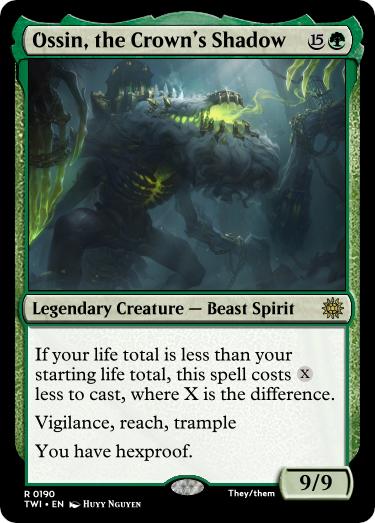 Ossin, the Crown's Shadow 15
Legendary Creature — Beast Spirit
If your life total is less than your
starting life total, this spell costs X
less to cast, where X is the difference.
Vigilance, reach, trample
You have hexproof.
9/9
R 0190
They/them
TWI • EN Huyy Nguyen